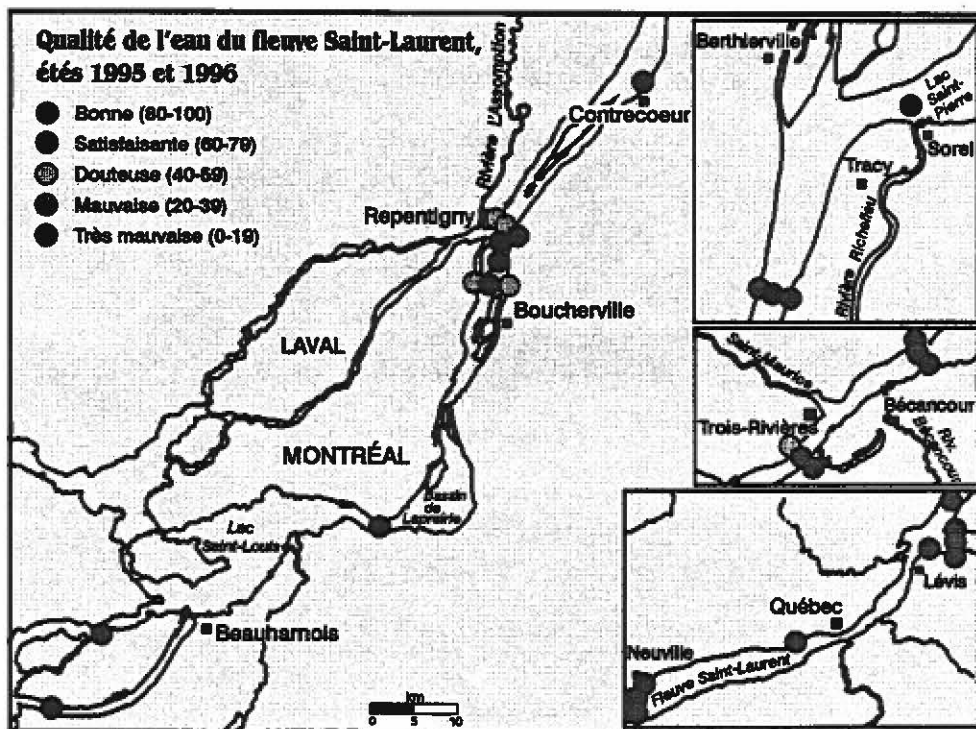 Qualité de l'eau du fleuve Saint-Laurent,
étés 1995 et 1996
Bonne (80-100)
Satisfaisante (60-79)
Douteuse (40-59)
Mauvaise (20-39)
Très mauvaise (0-19)
Rivière L'Assomption
Contrecoeur
Repentigny
Boucherville
LAVAL
MONTRÉAL
Bassin
de
Laprairie
Lac
Saint-Louis
Beauharnois
km
0 5 10
Berthierville
Lac
Saint-
Pierre
Sorel
Tracy
Rivière Richelieu
Saint-Maurice
Trois-Rivières
Bécancour
Riv.
Bécancour
Lévis
Québec
Neuville
Fleuve Saint-Laurent